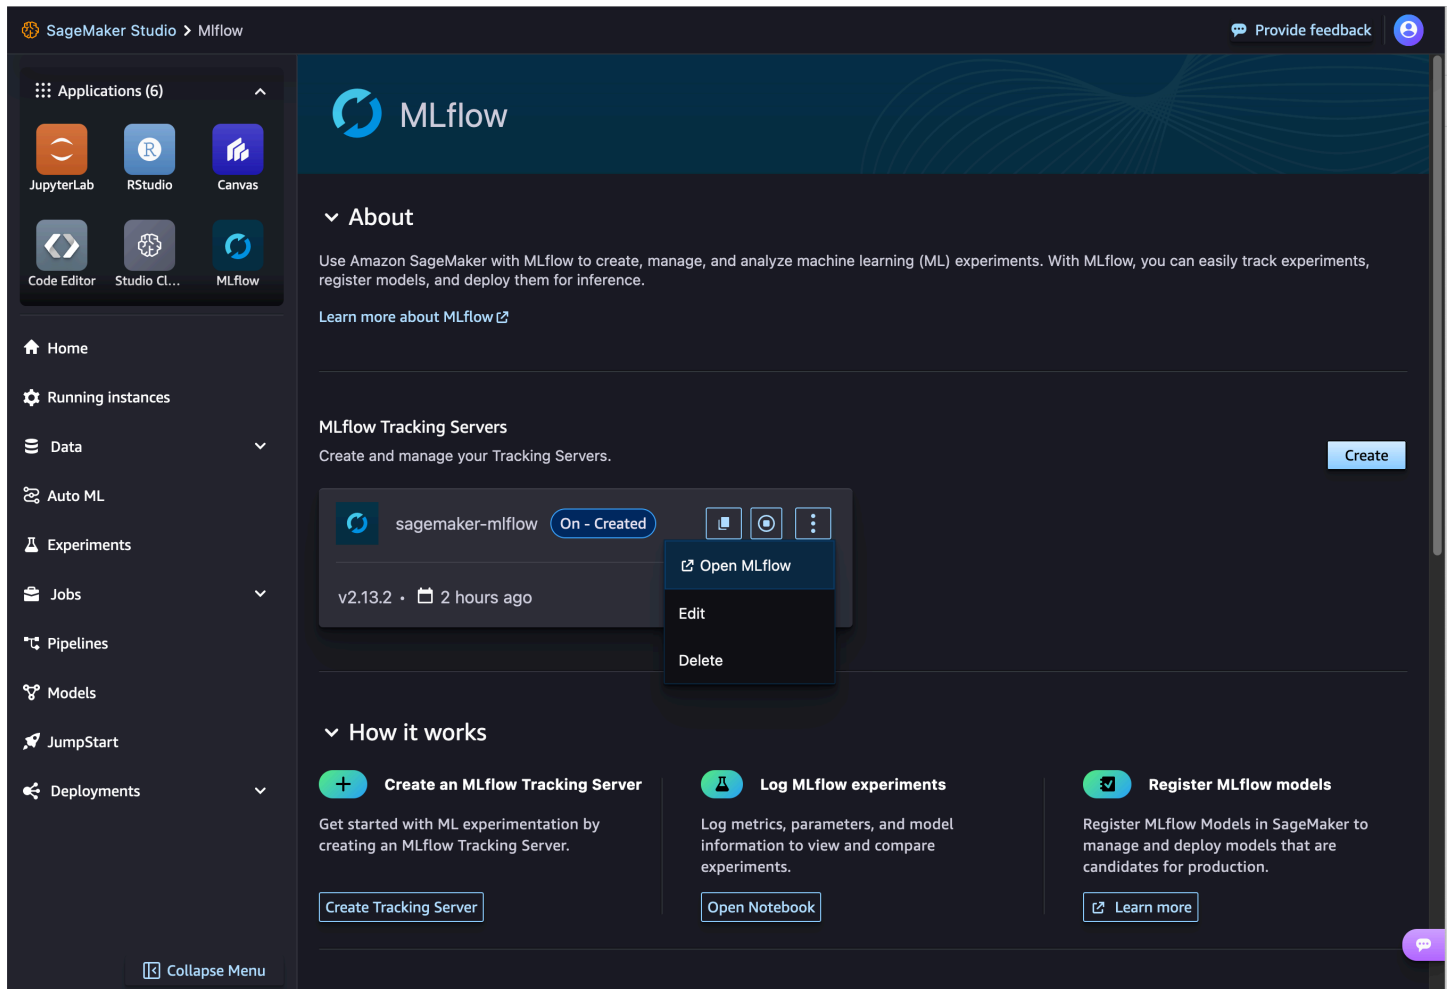 SageMaker Studio > Mlflow
Provide feedback
Applications (6)
JupyterLab
RStudio
Canvas
Code Editor
Studio Cl...
MLflow
Home
Running instances
Data
Auto ML
Experiments
Jobs
Pipelines
Models
JumpStart
Deployments
Collapse Menu
MLflow
About
Use Amazon SageMaker with MLflow to create, manage, and analyze machine learning (ML) experiments. With MLflow, you can easily track experiments,
register models, and deploy them for inference.
Learn more about MLflow
MLflow Tracking Servers
Create and manage your Tracking Servers.
Create
sagemaker-mlflow
On - Created
v2.13.2 • 2 hours ago
Open MLflow
Edit
Delete
How it works
Create an MLflow Tracking Server
Get started with ML experimentation by
creating an MLflow Tracking Server.
Create Tracking Server
Log MLflow experiments
Log metrics, parameters, and model
information to view and compare
experiments.
Open Notebook
Register MLflow models
Register MLflow Models in SageMaker to
manage and deploy models that are
candidates for production.
Learn more